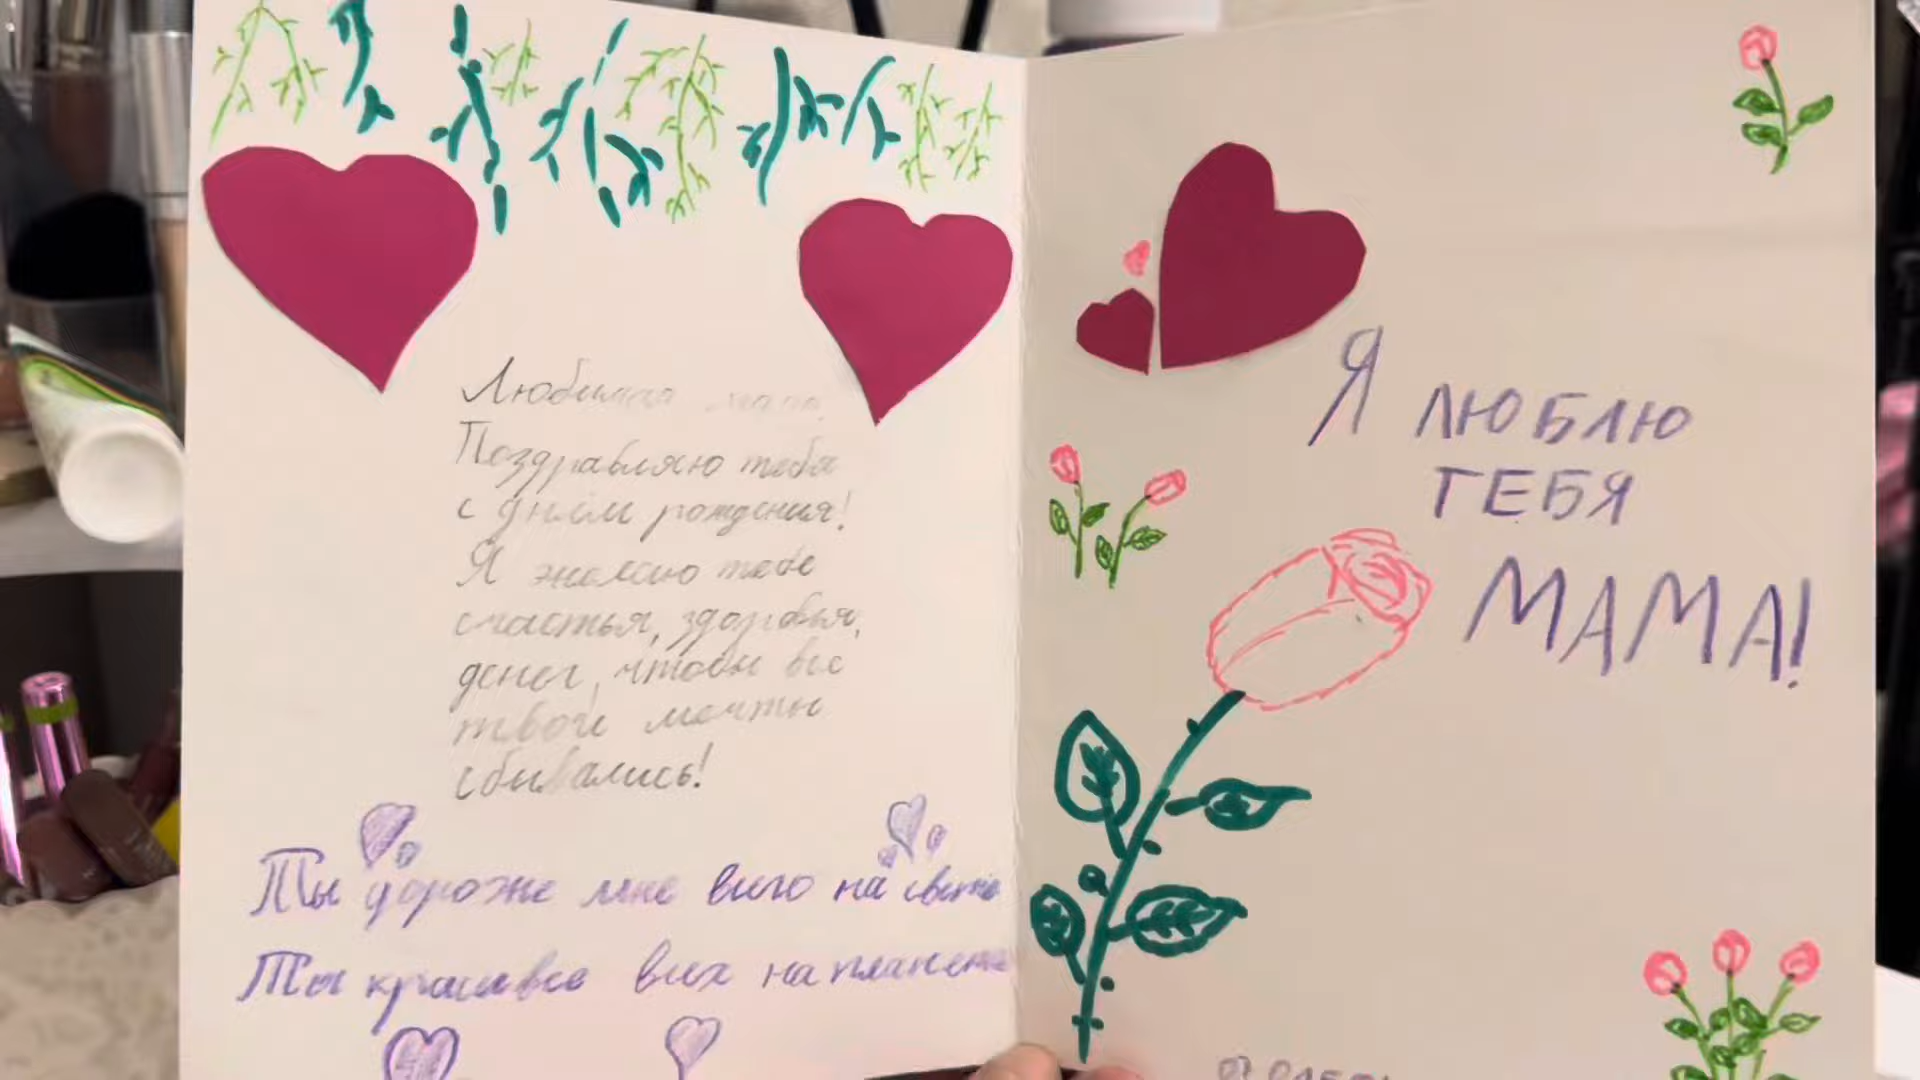 Любимая мама
Поздравляю тебя
с днём рождения!
Я желаю тебе
счастья, здоровья,
денег, чтобы все
твои мечты
сбывались!
Ты дороже мне всего на свете
Ты красивее всех на планете
Я ЛЮБЛЮ
ТЕБЯ
МАМА!